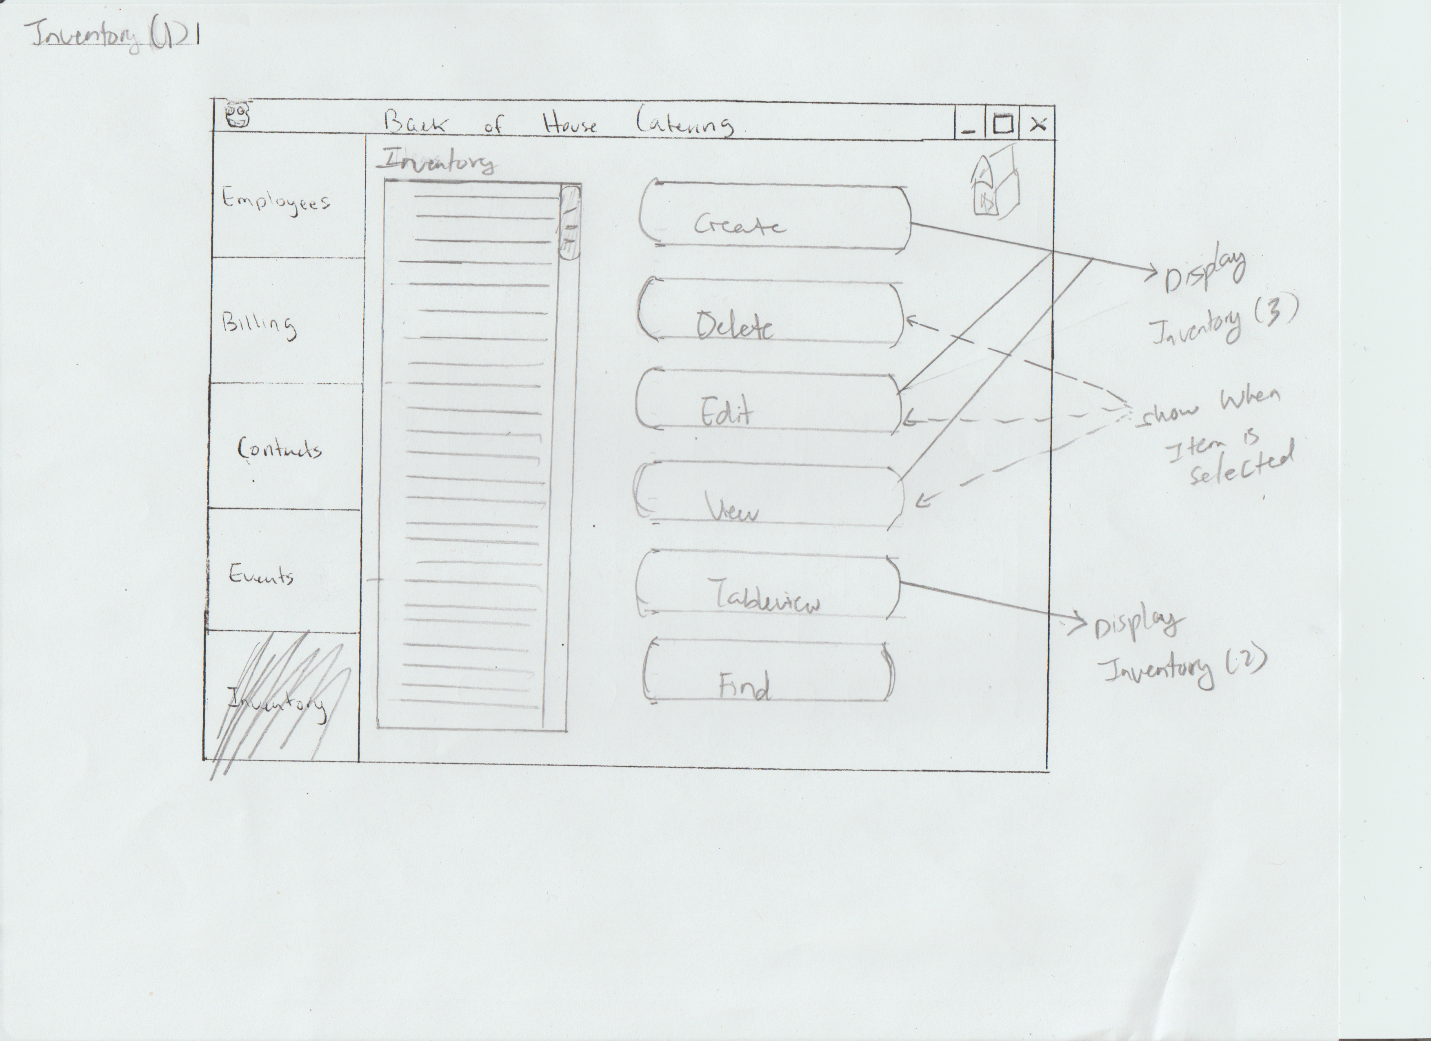 Inventory (1)
Back of House Catering
Inventory
Employees
Billing
Contacts
Events
Inventory
Create
Delete
Edit
View
Tableview
Find
Display
Inventory (3)
Show When
Item is
Selected
Display
Inventory (2)